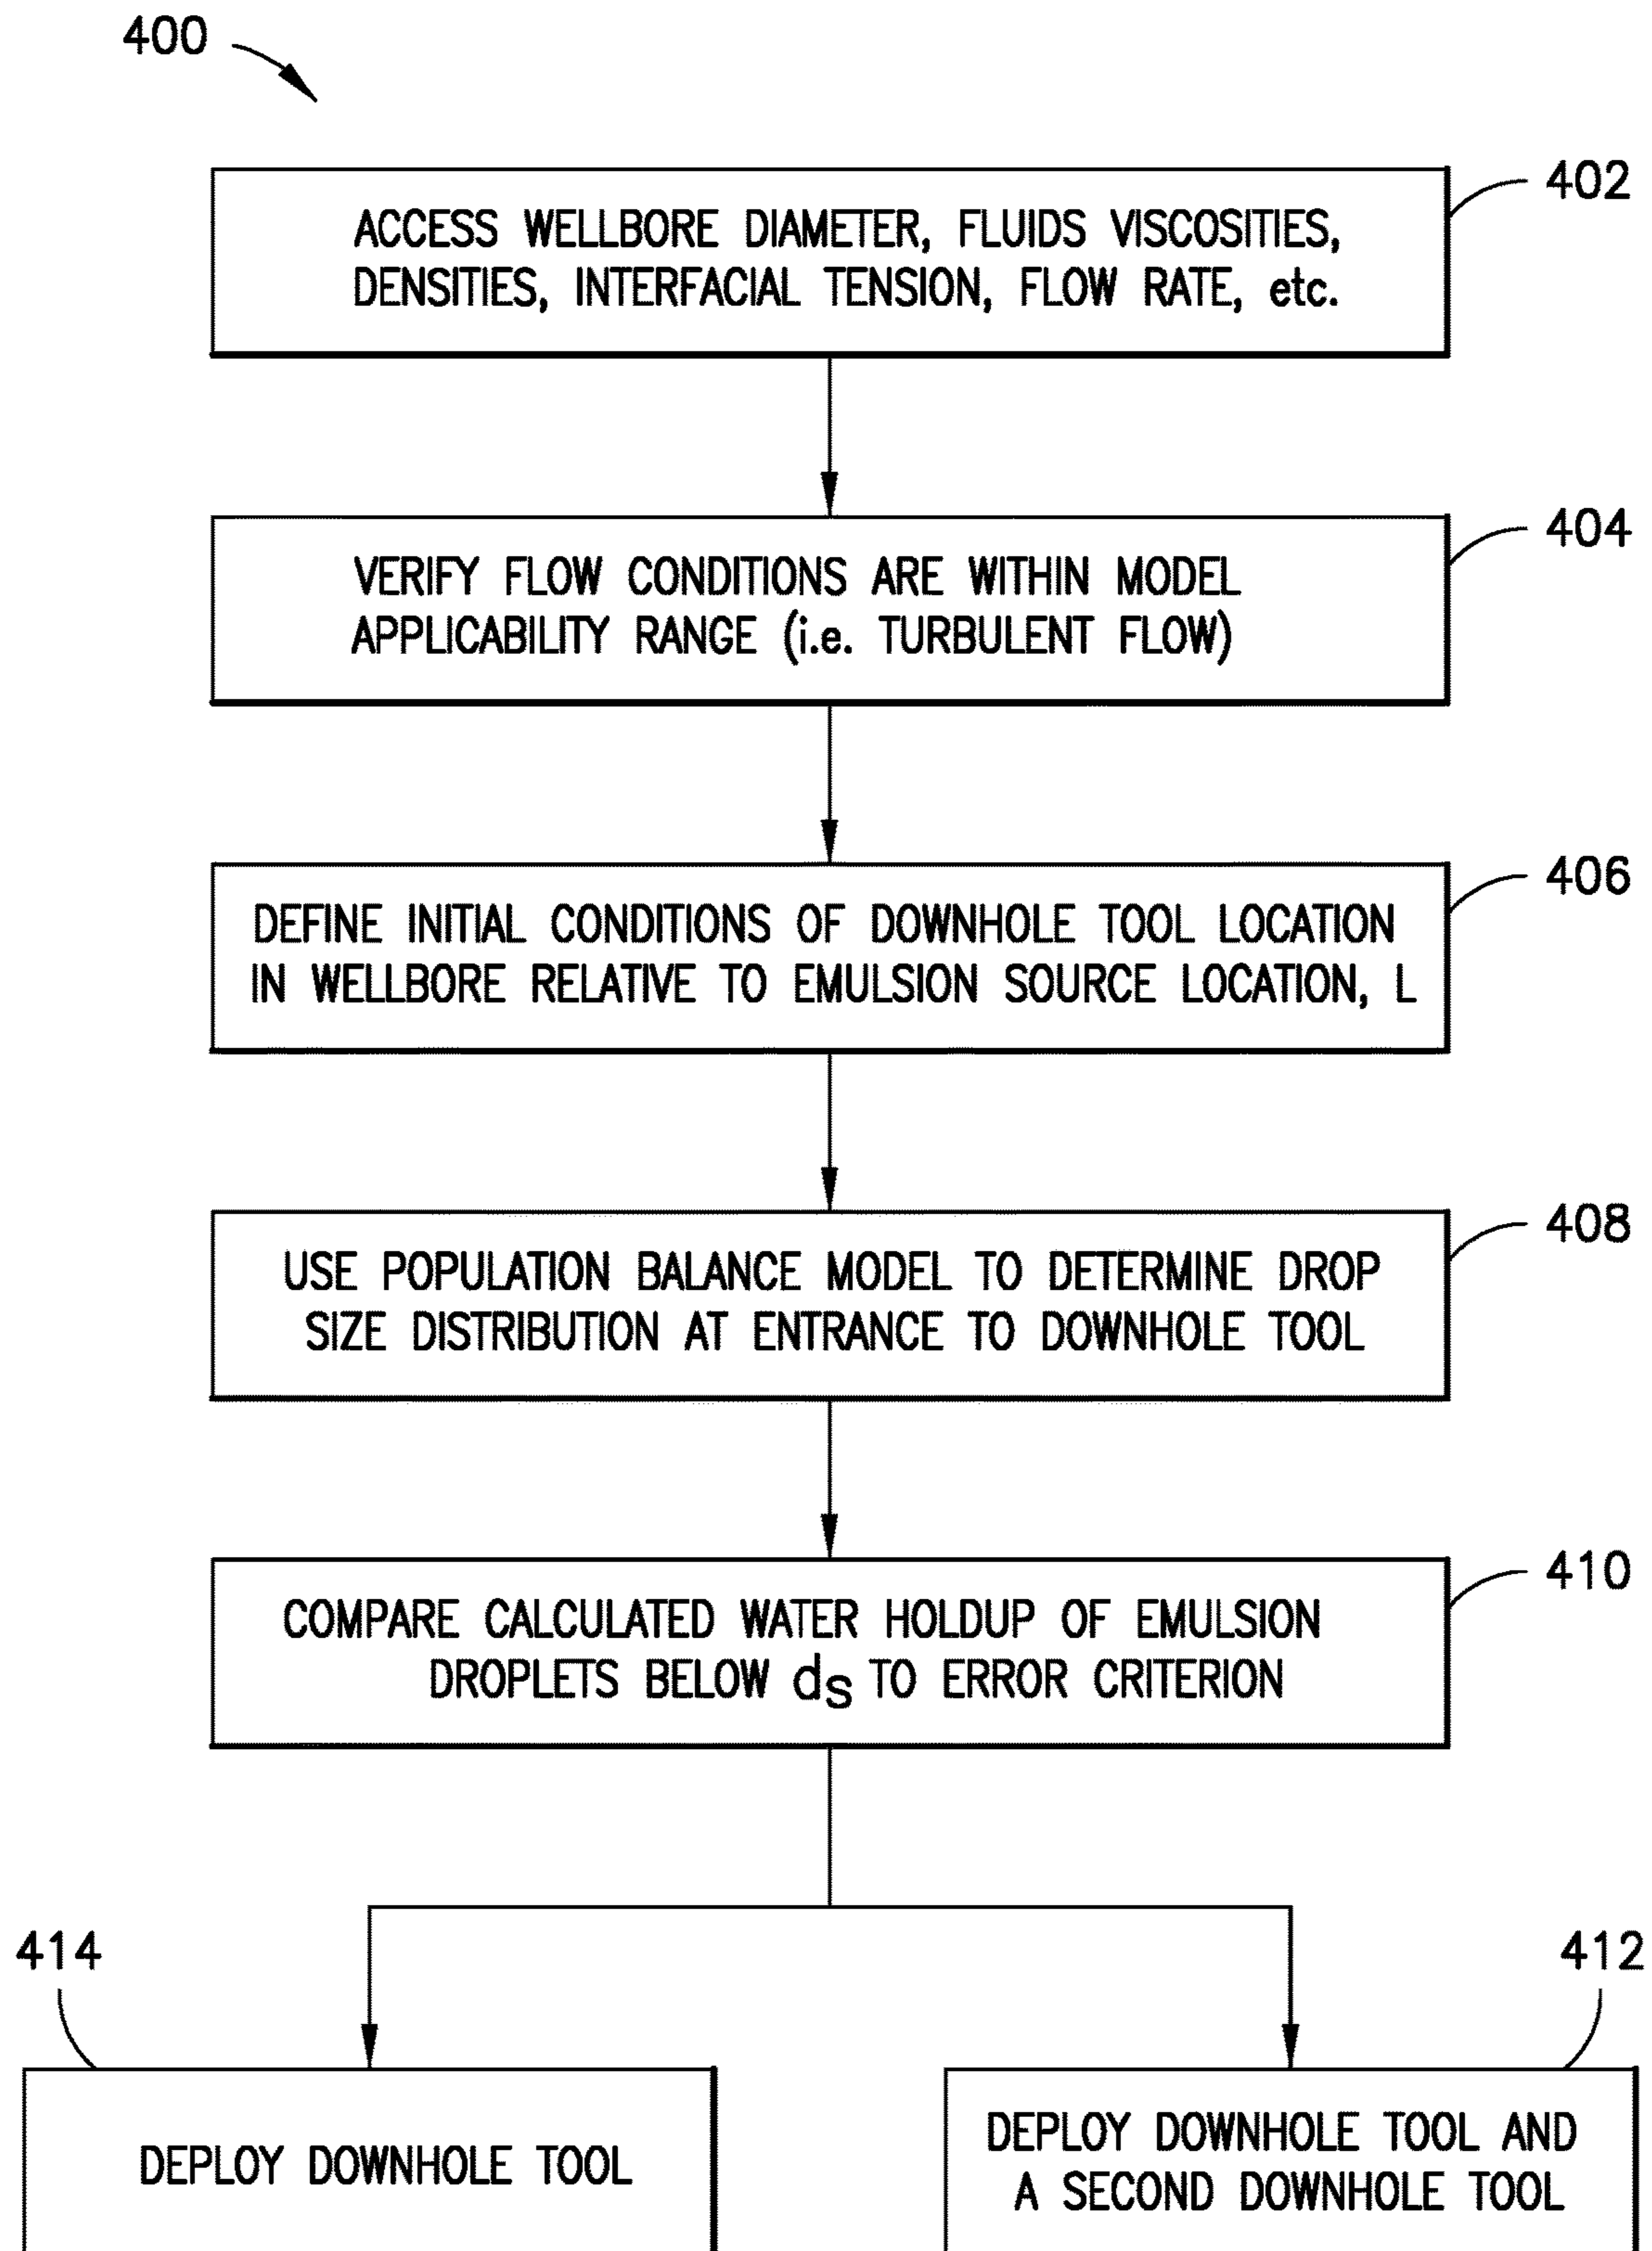 400
402
ACCESS WELLBORE DIAMETER, FLUIDS VISCOSITIES,
DENSITIES, INTERFACIAL TENSION, FLOW RATE, etc.
404
VERIFY FLOW CONDITIONS ARE WITHIN MODEL
APPLICABILITY RANGE (i.e. TURBULENT FLOW)
406
DEFINE INITIAL CONDITIONS OF DOWNHOLE TOOL LOCATION
IN WELLBORE RELATIVE TO EMULSION SOURCE LOCATION, L
408
USE POPULATION BALANCE MODEL TO DETERMINE DROP
SIZE DISTRIBUTION AT ENTRANCE TO DOWNHOLE TOOL
410
COMPARE CALCULATED WATER HOLDUP OF EMULSION
DROPLETS BELOW ds TO ERROR CRITERION
414
DEPLOY DOWNHOLE TOOL
412
DEPLOY DOWNHOLE TOOL AND
A SECOND DOWNHOLE TOOL